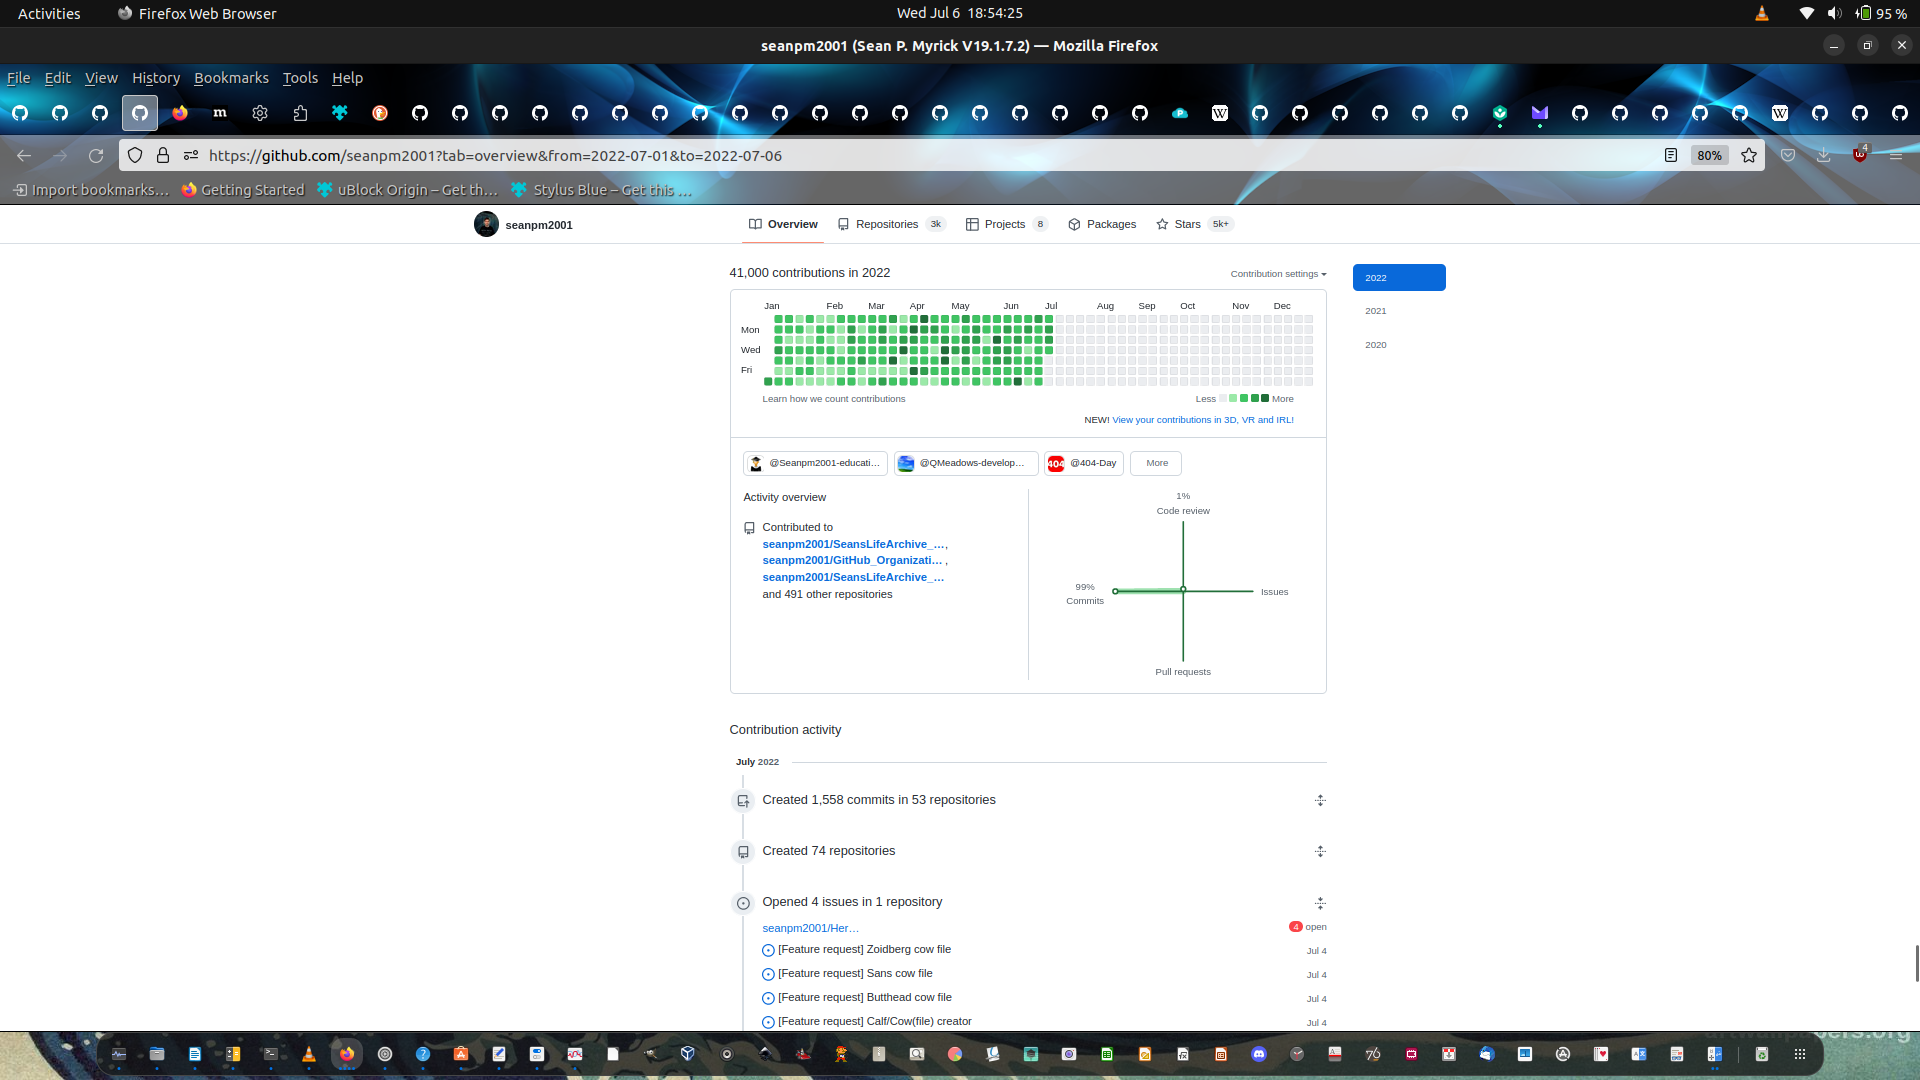 Activities
Firefox Web Browser
Wed Jul 6 18:54:25
95 %
seanpm2001 (Sean P. Myrick V19.1.7.2) — Mozilla Firefox
File Edit View History Bookmarks Tools Help
https://github.com/seanpm2001?tab=overview&from=2022-07-01&to=2022-07-06
80%
4
Import bookmarks…
Getting Started
uBlock Origin – Get th…
Stylus Blue – Get this …
seanpm2001
Overview
Repositories 3k
Projects 8
Packages
Stars 5k+
41,000 contributions in 2022
Contribution settings
2022
2021
2020
Jan Feb Mar Apr May Jun Jul Aug Sep Oct Nov Dec
Mon
Wed
Fri
Learn how we count contributions
Less More
NEW! View your contributions in 3D, VR and IRL!
@Seanpm2001-educati…
@QMeadows-develop…
404 @404-Day
More
Activity overview
Contributed to
seanpm2001/SeansLifeArchive_…,
seanpm2001/GitHub_Organizati… ,
seanpm2001/SeansLifeArchive_…
and 491 other repositories
1%
Code review
99%
Commits
Issues
Pull requests
Contribution activity
July 2022
Created 1,558 commits in 53 repositories
Created 74 repositories
Opened 4 issues in 1 repository
seanpm2001/Her…
4 open
[Feature request] Zoidberg cow file
Jul 4
[Feature request] Sans cow file
Jul 4
[Feature request] Butthead cow file
Jul 4
[Feature request] Calf/Cow(file) creator
Jul 4